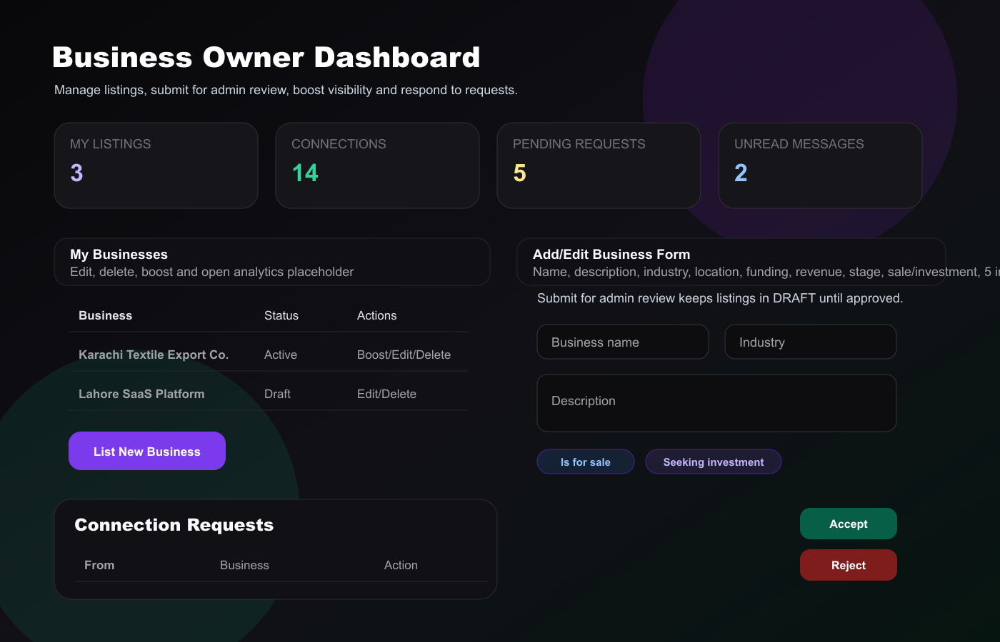 Business Owner Dashboard
Manage listings, submit for admin review, boost visibility and respond to requests.
MY LISTINGS
3
CONNECTIONS
14
PENDING REQUESTS
5
UNREAD MESSAGES
2
My Businesses
Edit, delete, boost and open analytics placeholder
Business Status Actions
Karachi Textile Export Co. Active Boost/Edit/Delete
Lahore SaaS Platform Draft Edit/Delete
List New Business
Add/Edit Business Form
Name, description, industry, location, funding, revenue, stage, sale/investment, 5
Submit for admin review keeps listings in DRAFT until approved.
Business name
Industry
Description
Is for sale
Seeking investment
Connection Requests
From Business Action
Accept
Reject